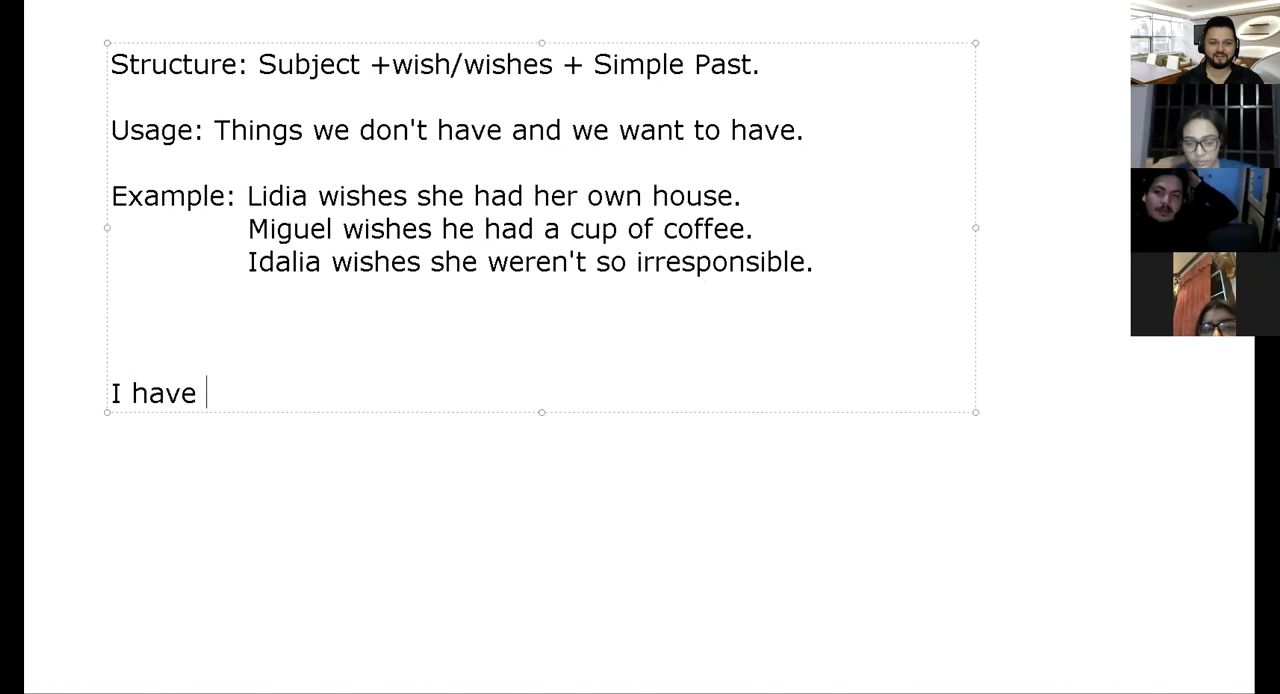 Structure: Subject +wish/wishes + Simple Past.
Usage: Things we don't have and we want to have.
Example: Lidia wishes she had her own house.
Miguel wishes he had a cup of coffee.
Idalia wishes she weren't so irresponsible.
I have